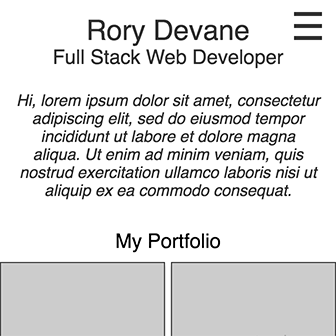 Rory Devane
Full Stack Web Developer
Hi, lorem ipsum dolor sit amet, consectetur
adipiscing elit, sed do eiusmod tempor
incididunt ut labore et dolore magna
aliqua. Ut enim ad minim veniam, quis
nostrud exercitation ullamco laboris nisi ut
aliquip ex ea commodo consequat.
My Portfolio